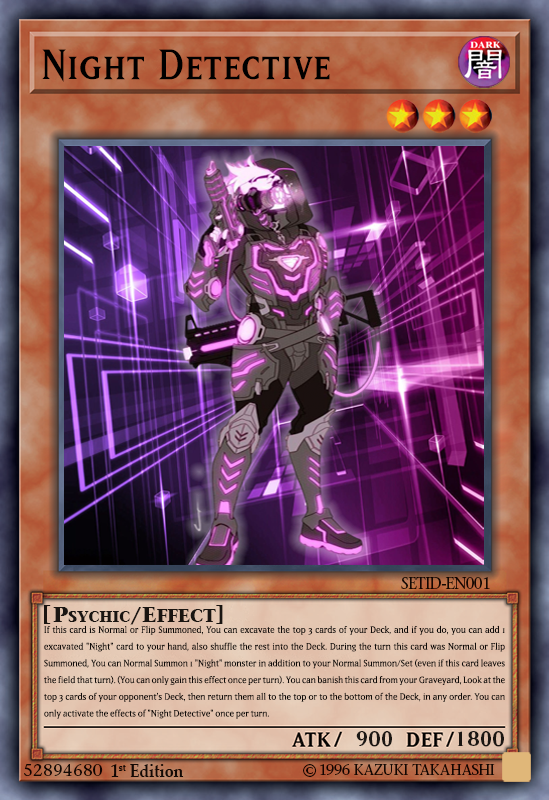 Night Detective
DARK
闇
SETID-EN001
[Psychic/Effect]
If this card is Normal or Flip Summoned, You can excavate the top 3 cards of your Deck, and if you do, you can add 1
excavated "Night" card to your hand, also shuffle the rest into the Deck. During the turn this card was Normal or Flip
Summoned, You can Normal Summon 1 "Night" monster in addition to your Normal Summon/Set (even if this card leaves
the field that turn). (You can only gain this effect once per turn). You can banish this card from your Graveyard, Look at the
top 3 cards of your opponent's Deck, then return them all to the top or to the bottom of the Deck, in any order. You can
only activate the effects of "Night Detective" once per turn.
ATK/ 900 DEF/1800
52894680 1st Edition © 1996 KAZUKI TAKAHASHI